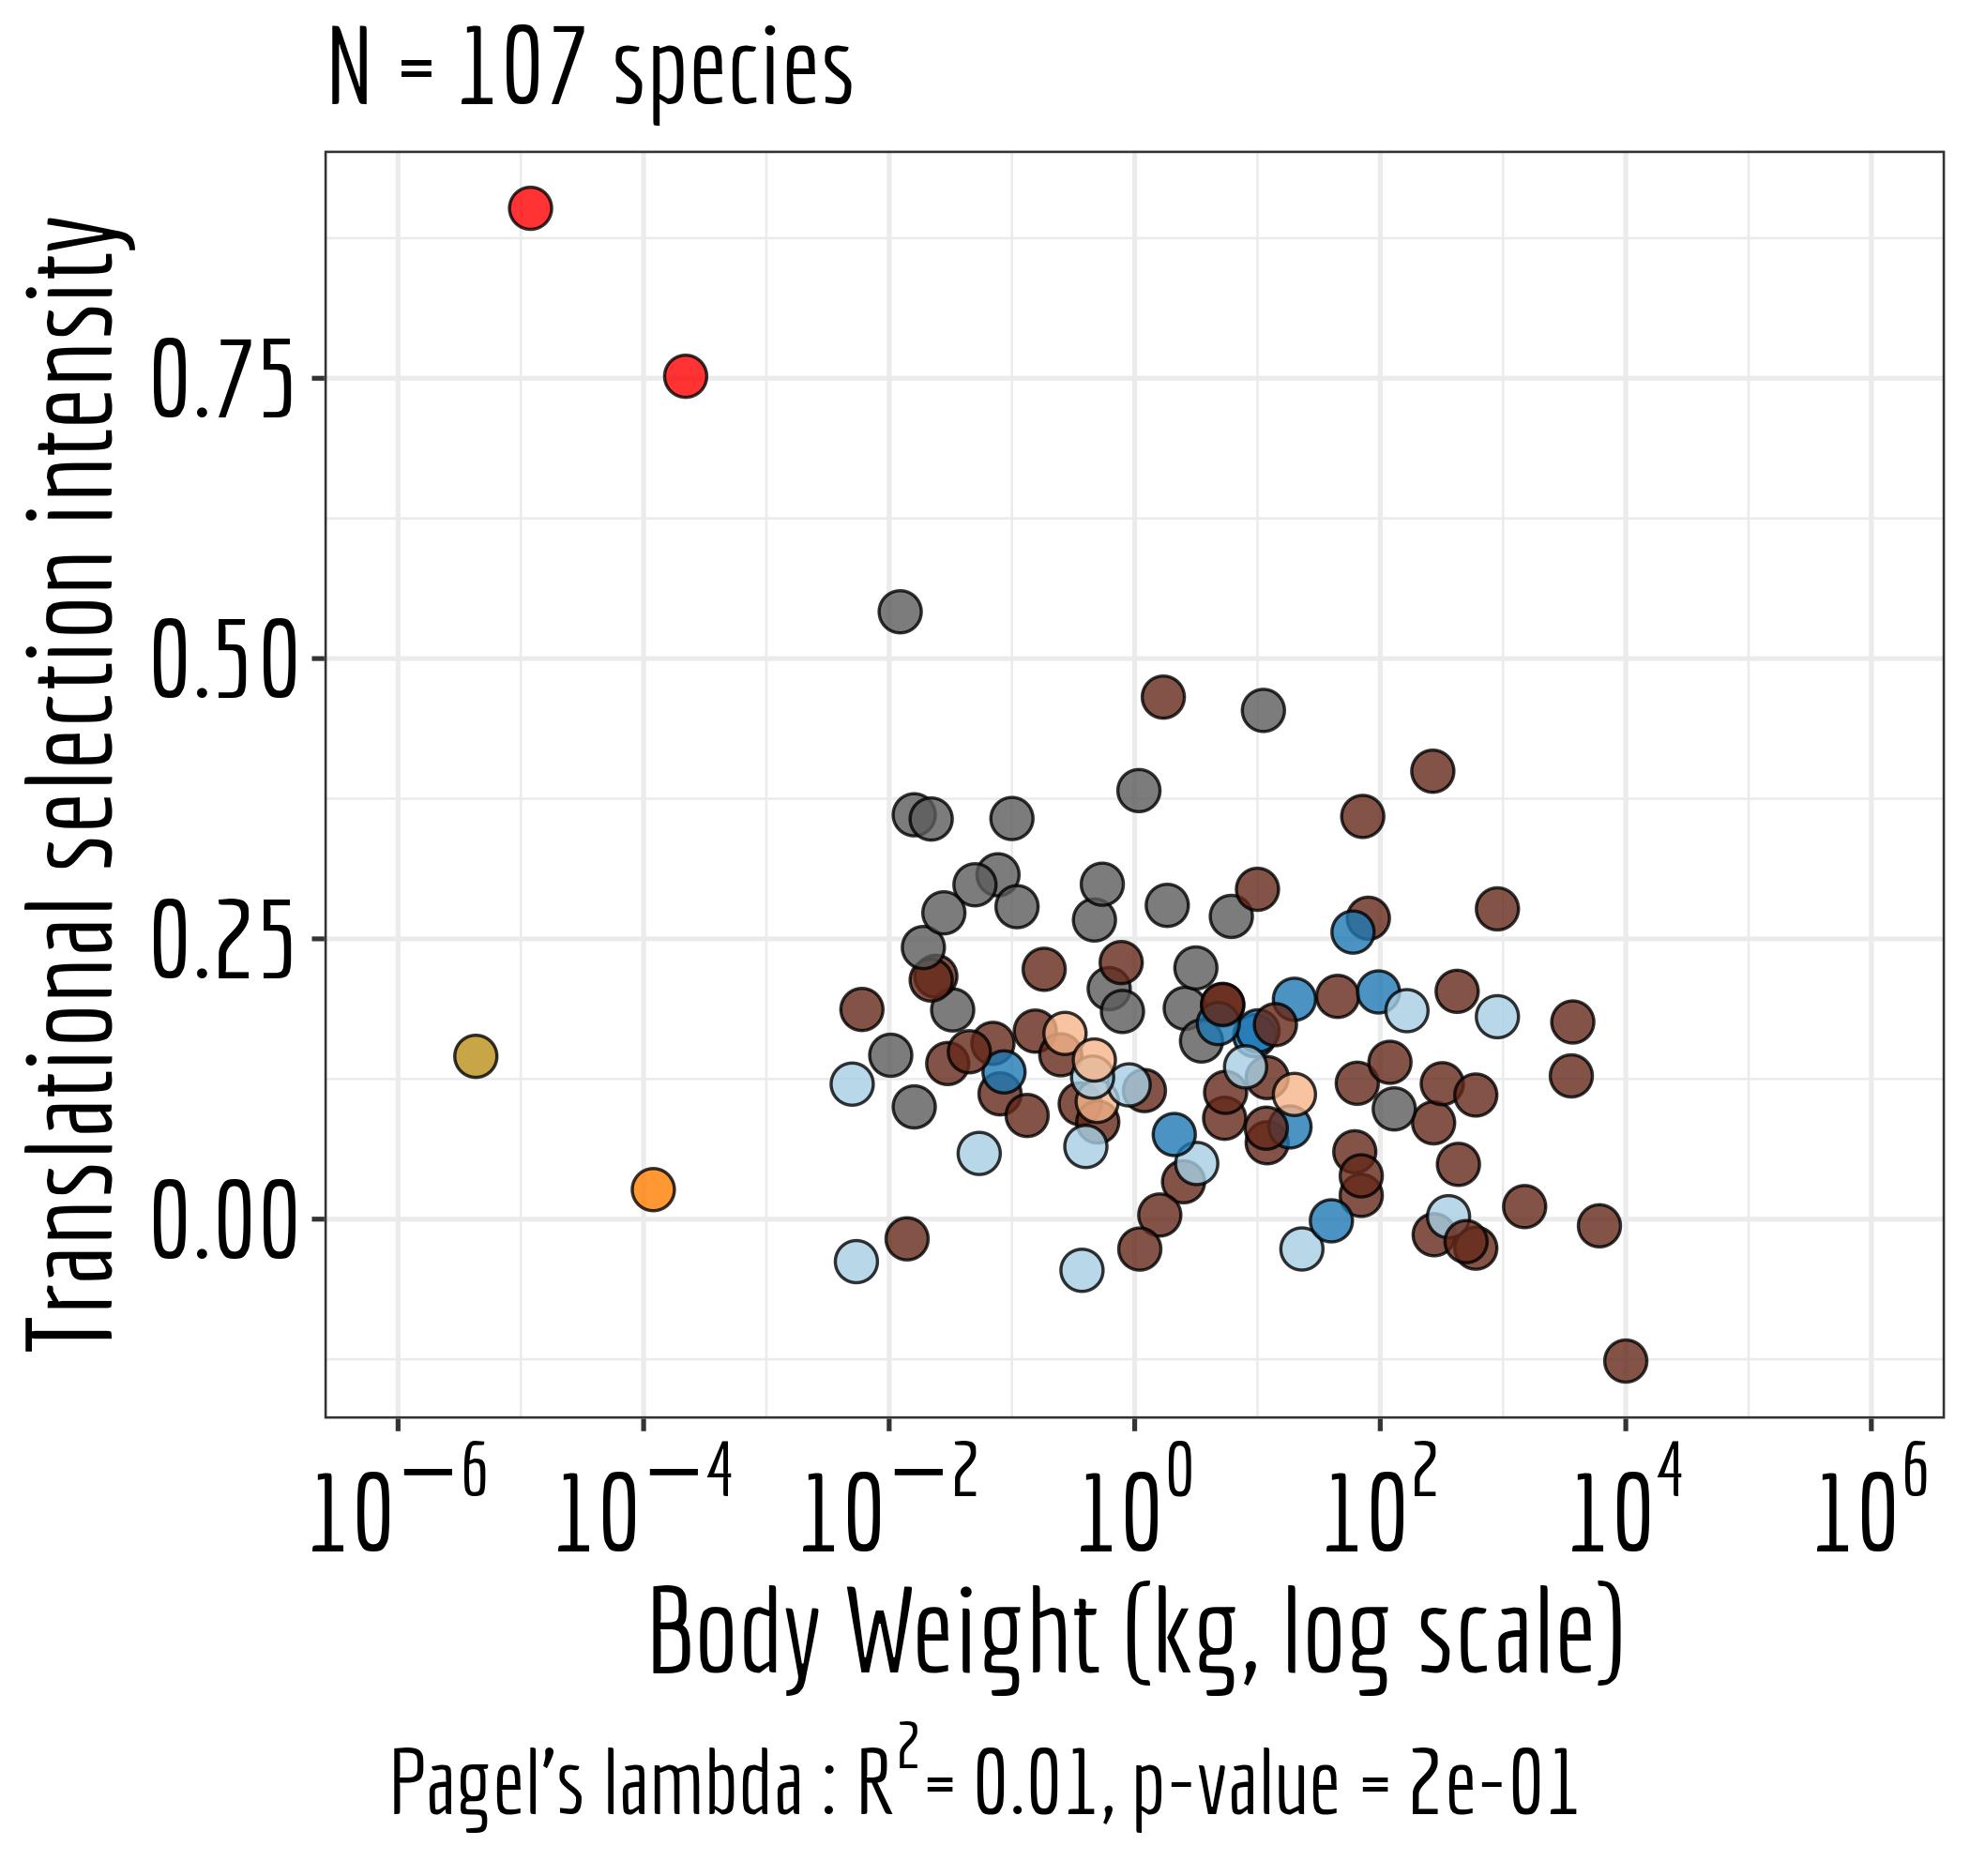 N = 107 species
Translational selection intensity
0.75
0.50
0.25
0.00
10⁻⁶ 10⁻⁴ 10⁻² 10⁰ 10² 10⁴ 10⁶
Body Weight (kg, log scale)
Pagel's lambda : R² = 0.01, p-value = 2e-01